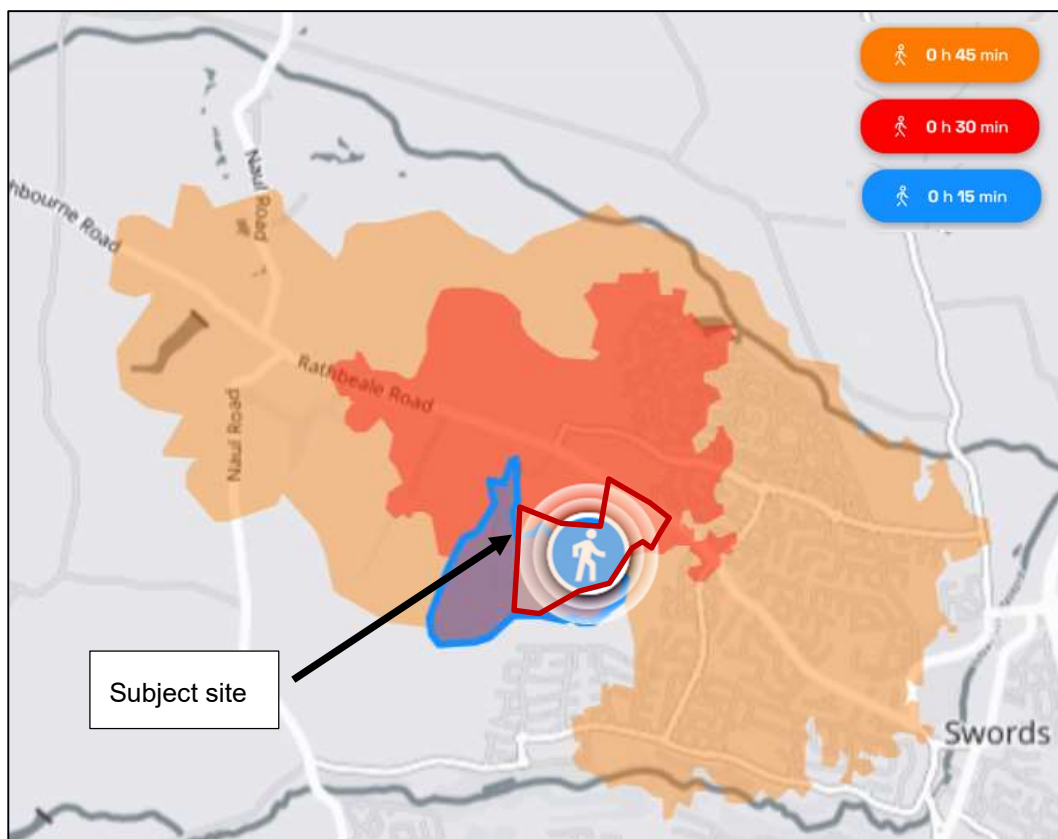 0 h 45 min
0 h 30 min
0 h 15 min
Naul Road
hbourne Road
Rathbeale Road
Naul Road
Subject site
Swords